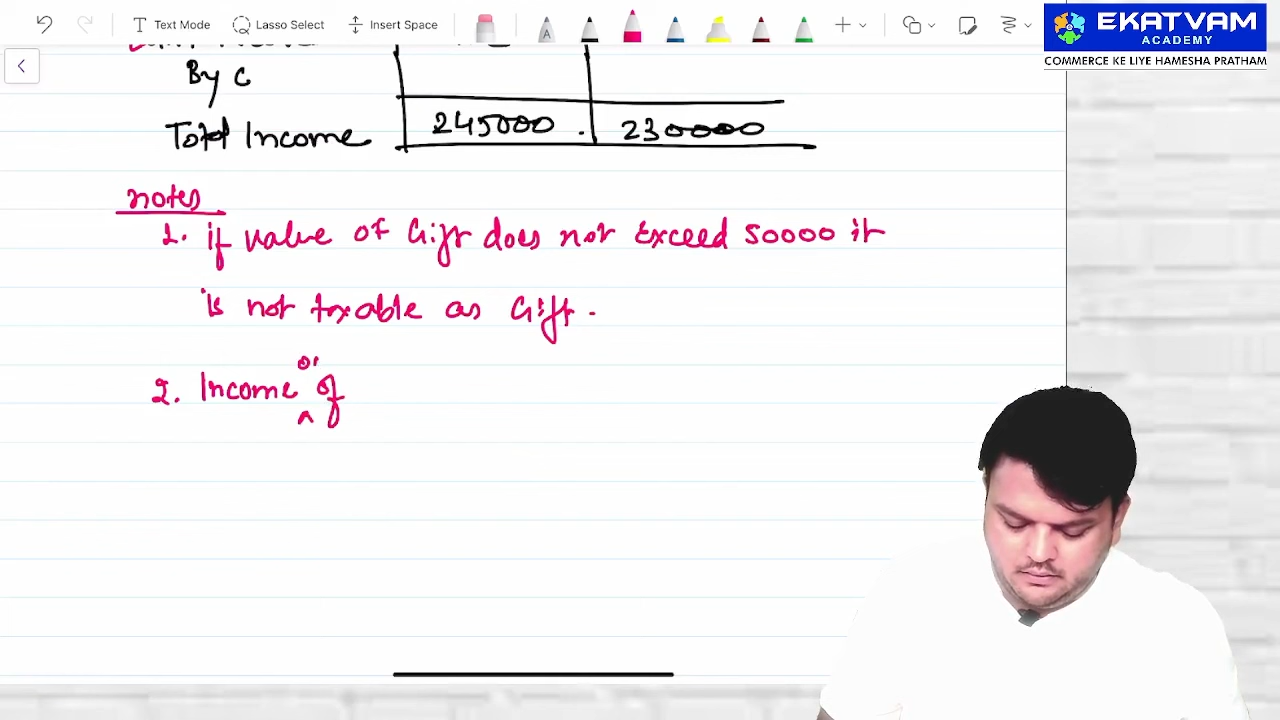 Text Mode
Lasso Select
Insert Space
EKATVAM
ACADEMY
COMMERCE KE LIYE HAMESHA PRATHAM
By C
Total Income 245000 230000
notes
1. if value of Gift does not Exceed 50000 it
is not taxable as Gift.
or
2. Income of